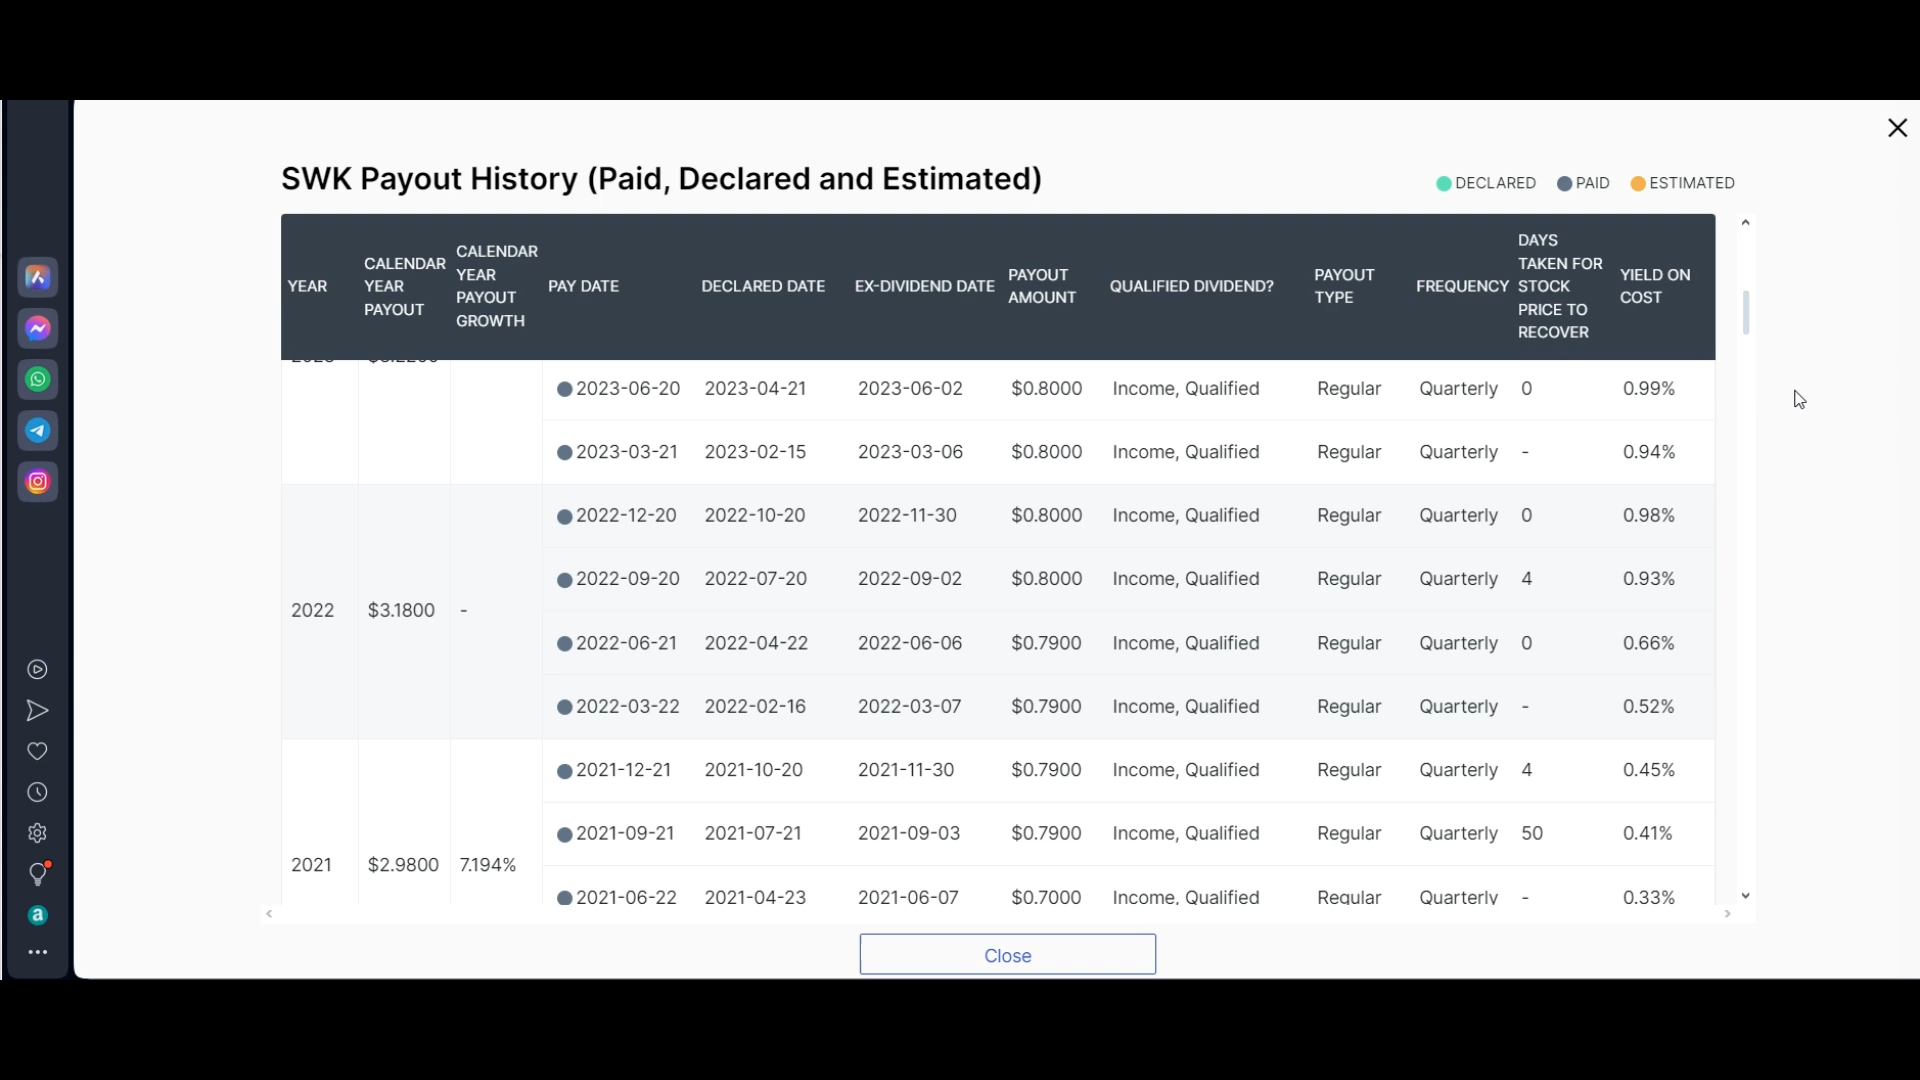 SWK Payout History (Paid, Declared and Estimated)
DECLARED PAID ESTIMATED
YEAR CALENDAR YEAR PAYOUT CALENDAR YEAR PAYOUT GROWTH PAY DATE DECLARED DATE EX-DIVIDEND DATE PAYOUT AMOUNT QUALIFIED DIVIDEND? PAYOUT TYPE FREQUENCY DAYS TAKEN FOR STOCK PRICE TO RECOVER YIELD ON COST
2023-06-20 2023-04-21 2023-06-02 $0.8000 Income, Qualified Regular Quarterly 0 0.99%
2023-03-21 2023-02-15 2023-03-06 $0.8000 Income, Qualified Regular Quarterly - 0.94%
2022-12-20 2022-10-20 2022-11-30 $0.8000 Income, Qualified Regular Quarterly 0 0.98%
2022-09-20 2022-07-20 2022-09-02 $0.8000 Income, Qualified Regular Quarterly 4 0.93%
2022 $3.1800 -
2022-06-21 2022-04-22 2022-06-06 $0.7900 Income, Qualified Regular Quarterly 0 0.66%
2022-03-22 2022-02-16 2022-03-07 $0.7900 Income, Qualified Regular Quarterly - 0.52%
2021-12-21 2021-10-20 2021-11-30 $0.7900 Income, Qualified Regular Quarterly 4 0.45%
2021-09-21 2021-07-21 2021-09-03 $0.7900 Income, Qualified Regular Quarterly 50 0.41%
2021 $2.9800 7.194%
2021-06-22 2021-04-23 2021-06-07 $0.7000 Income, Qualified Regular Quarterly - 0.33%
Close